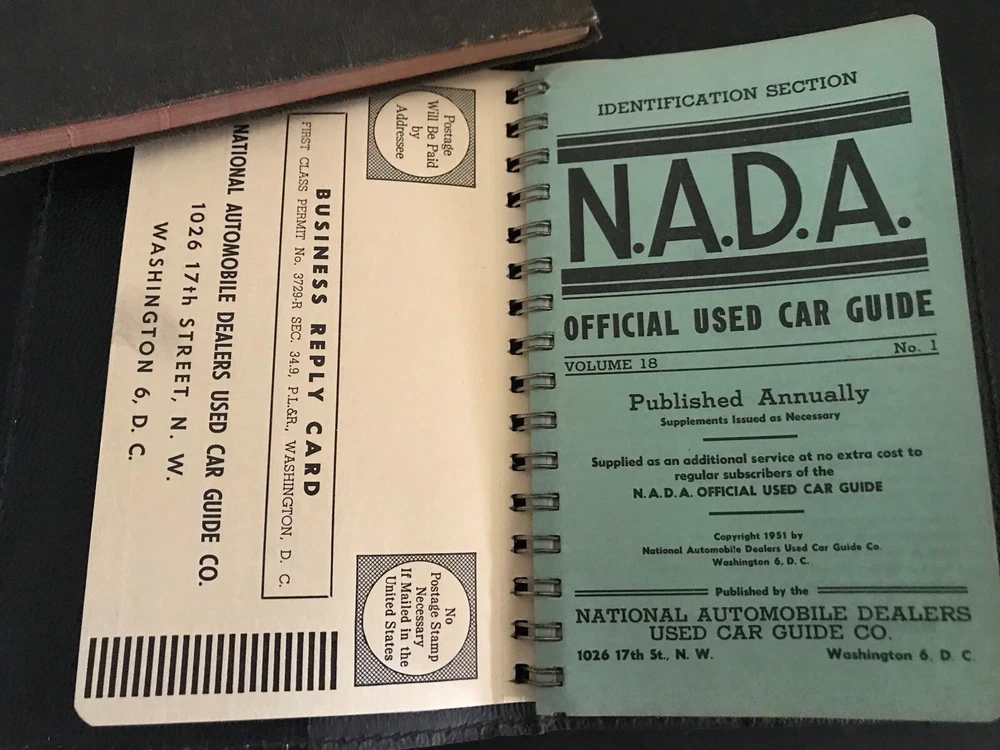 Postage
Will Be Paid
by
Addressee
No
Postage Stamp
Necessary
If Mailed in the
United States
BUSINESS REPLY CARD
FIRST CLASS PERMIT No. 3729-R SEC. 34.9, P.L.&R., WASHINGTON, D. C.
NATIONAL AUTOMOBILE DEALERS USED CAR GUIDE CO.
1026 17th STREET, N. W.
WASHINGTON 6, D. C.
IDENTIFICATION SECTION
N.A.D.A.
OFFICIAL USED CAR GUIDE
VOLUME 18 No. 1
Published Annually
Supplements Issued as Necessary
Supplied as an additional service at no extra cost to
regular subscribers of the
N.A.D.A. OFFICIAL USED CAR GUIDE
Copyright 1951 by
National Automobile Dealers Used Car Guide Co.
Washington 6, D. C.
Published by the
NATIONAL AUTOMOBILE DEALERS
USED CAR GUIDE CO.
1026 17th St., N. W. Washington 6, D. C.